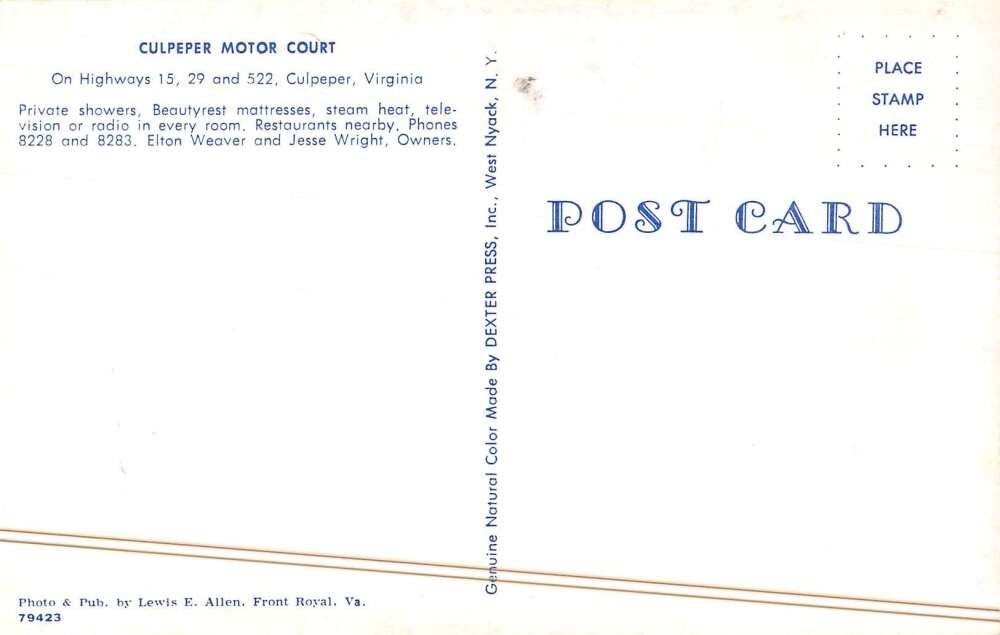 CULPEPER MOTOR COURT
On Highways 15, 29 and 522, Culpeper, Virginia
Private showers, Beautyrest mattresses, steam heat, tele-
vision or radio in every room. Restaurants nearby. Phones
8228 and 8283. Elton Weaver and Jesse Wright, Owners.
Photo & Pub. by Lewis E. Allen, Front Royal, Va.
79423
Genuine Natural Color Made By DEXTER PRESS, Inc., West Nyack, N. Y.
PLACE
STAMP
HERE
POST CARD